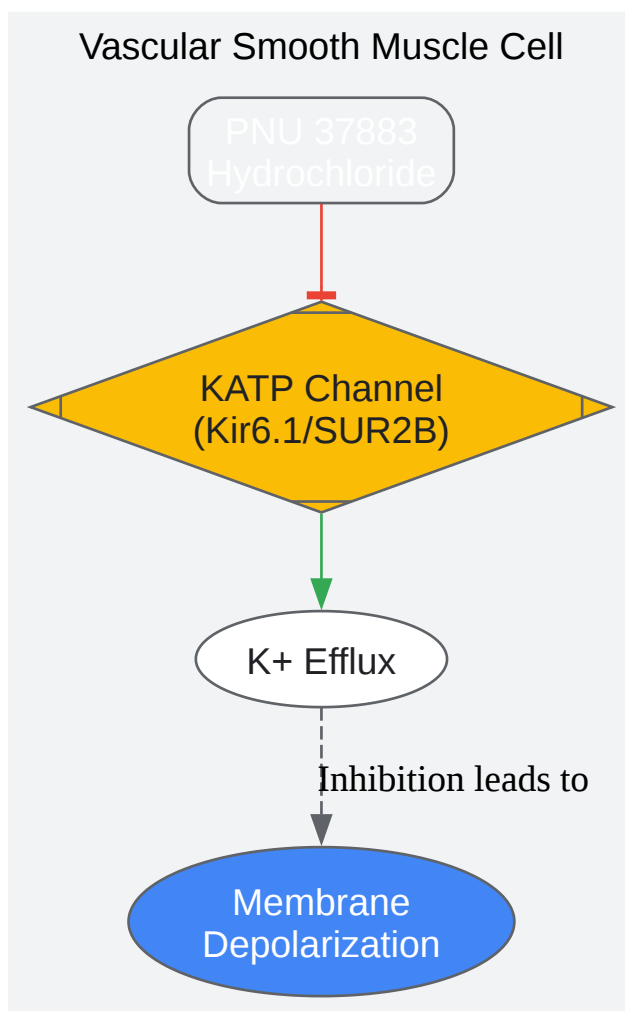 Vascular Smooth Muscle Cell
PNU 37883
Hydrochloride
KATP Channel
(Kir6.1/SUR2B)
K+ Efflux
Inhibition leads to
Membrane
Depolarization